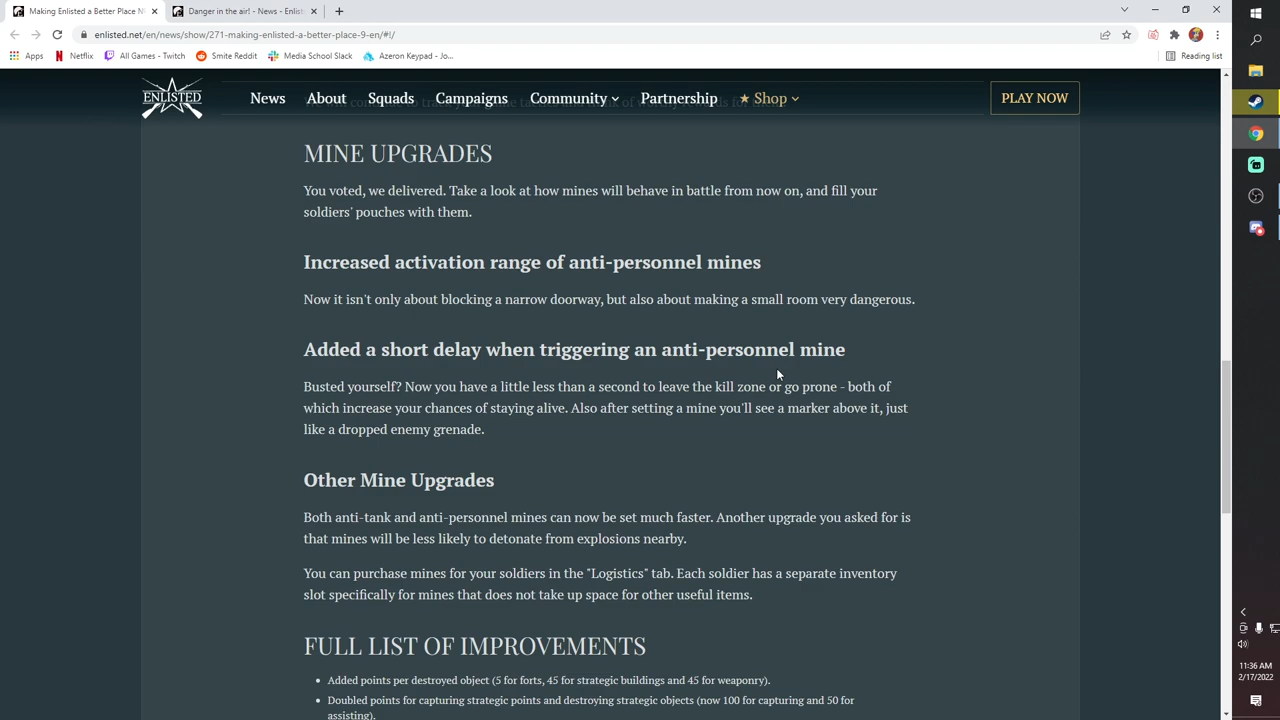 Making Enlisted a Better Place №
Danger in the air! - News - Enlist
enlisted.net/en/news/show/271-making-enlisted-a-better-place-9-en/#!/
Apps
Netflix
All Games - Twitch
Smite Reddit
Media School Slack
Azeron Keypad - Jo...
Reading list
ENLISTED
News
About
Squads
Campaigns
Community
Partnership
★ Shop
PLAY NOW
MINE UPGRADES
You voted, we delivered. Take a look at how mines will behave in battle from now on, and fill your
soldiers' pouches with them.
Increased activation range of anti-personnel mines
Now it isn't only about blocking a narrow doorway, but also about making a small room very dangerous.
Added a short delay when triggering an anti-personnel mine
Busted yourself? Now you have a little less than a second to leave the kill zone or go prone - both of
which increase your chances of staying alive. Also after setting a mine you'll see a marker above it, just
like a dropped enemy grenade.
Other Mine Upgrades
Both anti-tank and anti-personnel mines can now be set much faster. Another upgrade you asked for is
that mines will be less likely to detonate from explosions nearby.
You can purchase mines for your soldiers in the "Logistics" tab. Each soldier has a separate inventory
slot specifically for mines that does not take up space for other useful items.
FULL LIST OF IMPROVEMENTS
• Added points per destroyed object (5 for forts, 45 for strategic buildings and 45 for weaponry).
• Doubled points for capturing strategic points and destroying strategic objects (now 100 for capturing and 50 for
assisting).
11:36 AM
2/17/2022